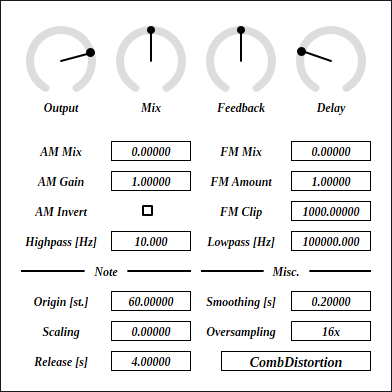 Output Mix Feedback Delay
AM Mix 0.00000 FM Mix 0.00000
AM Gain 1.00000 FM Amount 1.00000
AM Invert FM Clip 1000.00000
Highpass [Hz] 10.000 Lowpass [Hz] 100000.000
Note Misc.
Origin [st.] 60.00000 Smoothing [s] 0.20000
Scaling 0.00000 Oversampling 16x
Release [s] 4.00000 CombDistortion